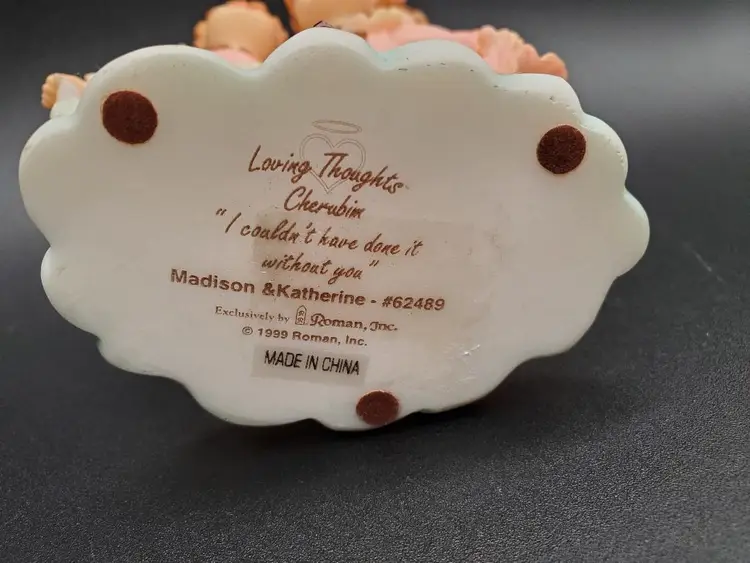 Loving Thoughts™
Cherubim
"I couldn't have done it
without you"
Madison &Katherine - #62489
Exclusively by Roman, Inc.
© 1999 Roman, Inc.
MADE IN CHINA